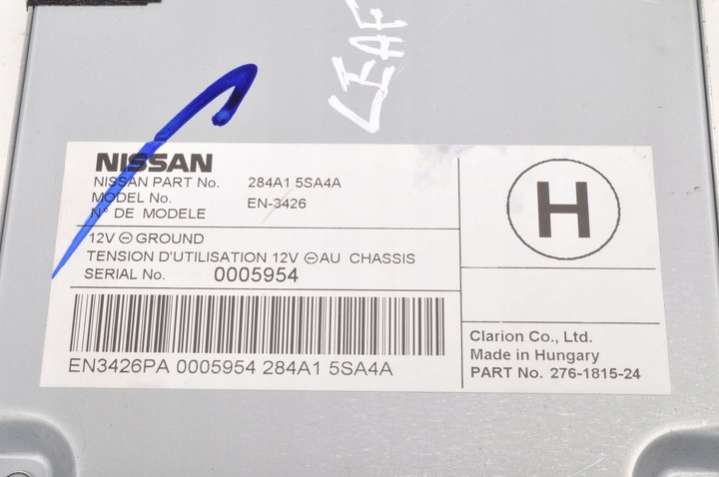 LEAF
NISSAN
NISSAN PART No. 284A1 5SA4A
MODEL No. EN-3426
N° DE MODELE
12V ⊖ GROUND
TENSION D'UTILISATION 12V ⊖ AU CHASSIS
SERIAL No. 0005954
EN3426PA 0005954 284A1 5SA4A
H
Clarion Co., Ltd.
Made in Hungary
PART No. 276-1815-24